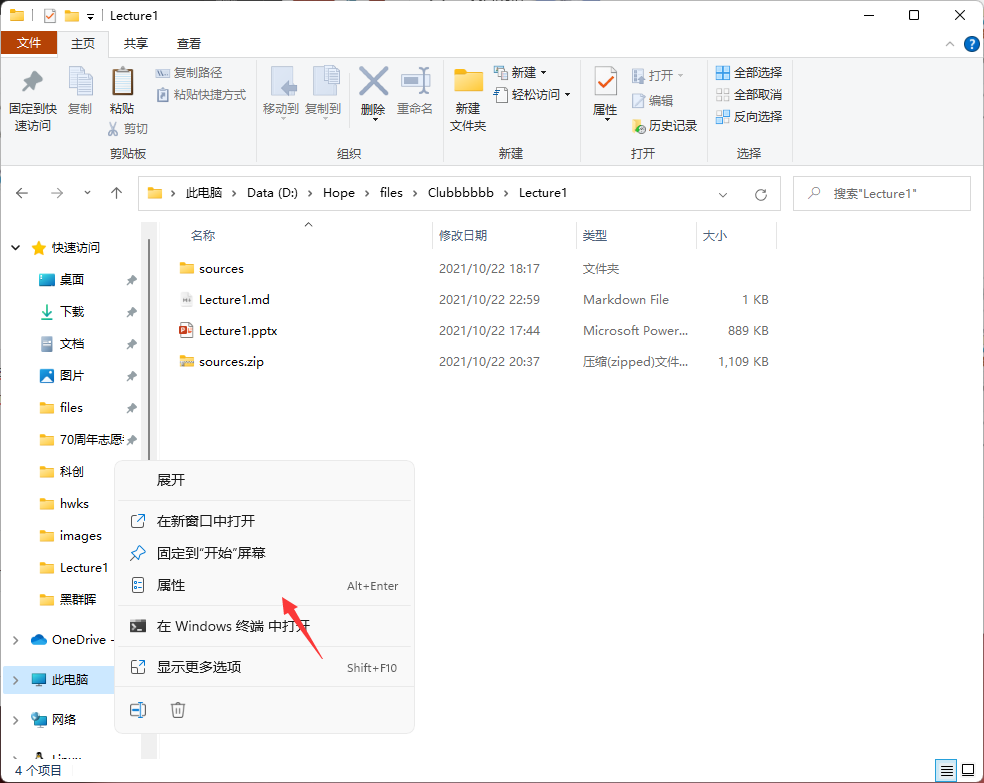 Lecture1
文件 主页 共享 查看
固定到快
速访问
复制
粘贴
复制路径
粘贴快捷方式
剪切
剪贴板
移动到
复制到
删除
重命名
组织
新建
文件夹
新建
轻松访问
新建
属性
打开
编辑
历史记录
打开
全部选择
全部取消
反向选择
选择
此电脑 Data (D:) Hope files Clubbbbbb Lecture1
搜索"Lecture1"
名称 修改日期 类型 大小
sources 2021/10/22 18:17 文件夹
Lecture1.md 2021/10/22 22:59 Markdown File 1 KB
Lecture1.pptx 2021/10/22 17:44 Microsoft Power... 889 KB
sources.zip 2021/10/22 20:37 压缩(zipped)文件... 1,109 KB
快速访问
桌面
下载
文档
图片
files
70周年志愿
科创
hwks
images
Lecture1
黑群晖
OneDrive -
此电脑
网络
Linux
展开
在新窗口中打开
固定到"开始"屏幕
属性 Alt+Enter
在 Windows 终端 中打开
显示更多选项 Shift+F10
4 个项目